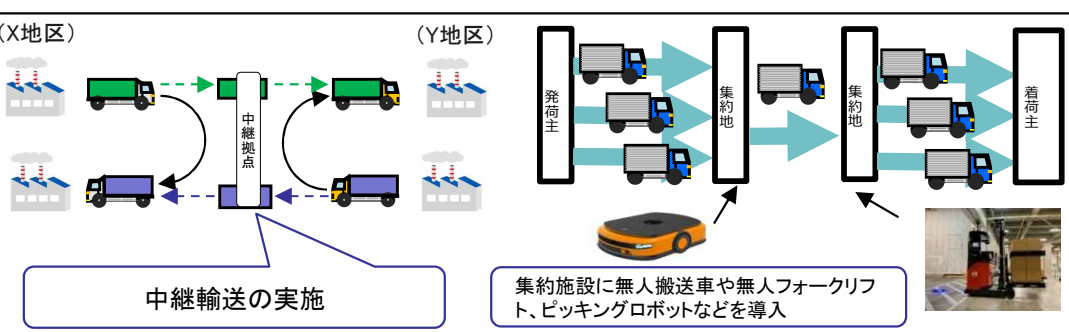 (X地区)
(Y地区)
中継拠点
中継輸送の実施
発荷主
集約地
集約地
着荷主
集約施設に無人搬送車や無人フォークリフ
ト、ピッキングロボットなどを導入